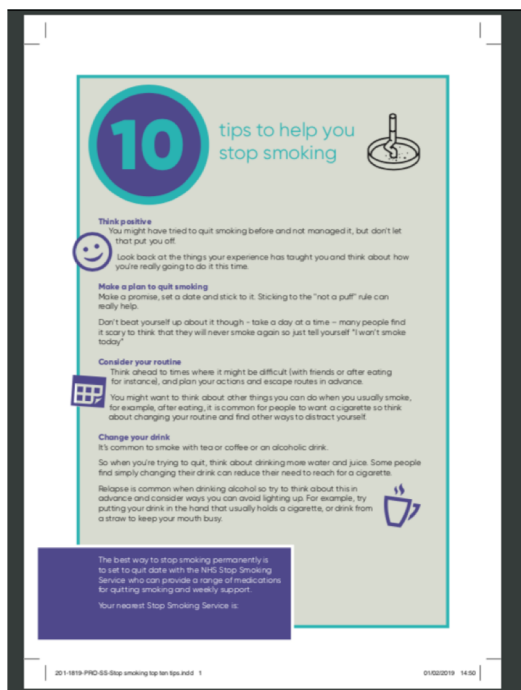 10
tips to help you
stop smoking
Think positive
You might have tried to quit smoking before and not managed it, but don't let
that put you off.
Look back at the things your experience has taught you and think about how
you're really going to do it this time.
Make a plan to quit smoking
Make a promise, set a date and stick to it. Sticking to the "not a puff" rule can
really help.
Don't beat yourself up about it though - take a day at a time – many people find
it scary to think that they will never smoke again so just tell yourself "I won't smoke
today"
Consider your routine
Think ahead to times where it might be difficult (with friends or after eating
for instance), and plan your actions and escape routes in advance.
You might want to think about other things you can do when you usually smoke,
for example, after eating, it is common for people to want a cigarette so think
about changing your routine and find other ways to distract yourself.
Change your drink
It's common to smoke with tea or coffee or an alcoholic drink.
So when you're trying to quit, think about drinking more water and juice. Some people
find simply changing their drink can reduce their need to reach for a cigarette.
Relapse is common when drinking alcohol so try to think about this in
advance and consider ways you can avoid lighting up. For example, try
putting your drink in the hand that usually holds a cigarette, or drink from
a straw to keep your mouth busy.
The best way to stop smoking permanently is
to set to quit date with the NHS Stop Smoking
Service who can provide a range of medications
for quitting smoking and weekly support.
Your nearest Stop Smoking Service is:
201-1819-PRO-SS-Stop smoking top ten tips.indd 1
01/02/2019 14:50